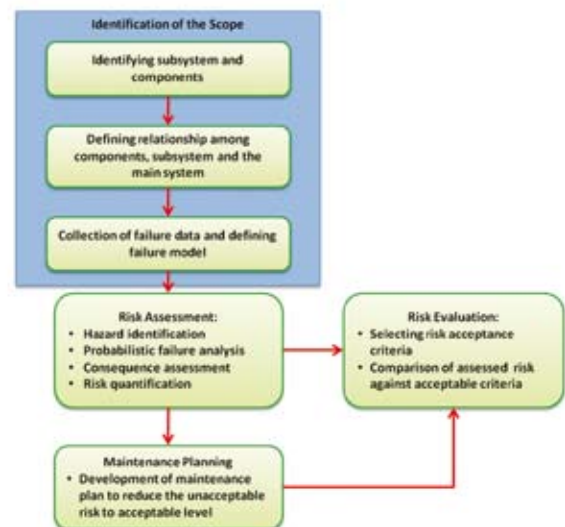 Identification of the Scope
Identifying subsystem and
components
Defining relationship among
components, subsystem and the
main system
Collection of failure data and defining
failure model
Risk Assessment:
• Hazard identification
• Probabilistic failure analysis
• Consequence assessment
• Risk quantification
Risk Evaluation:
• Selecting risk acceptance
criteria
• Comparison of assessed risk
against acceptable criteria
Maintenance Planning
• Development of maintenance
plan to reduce the unacceptable
risk to acceptable level